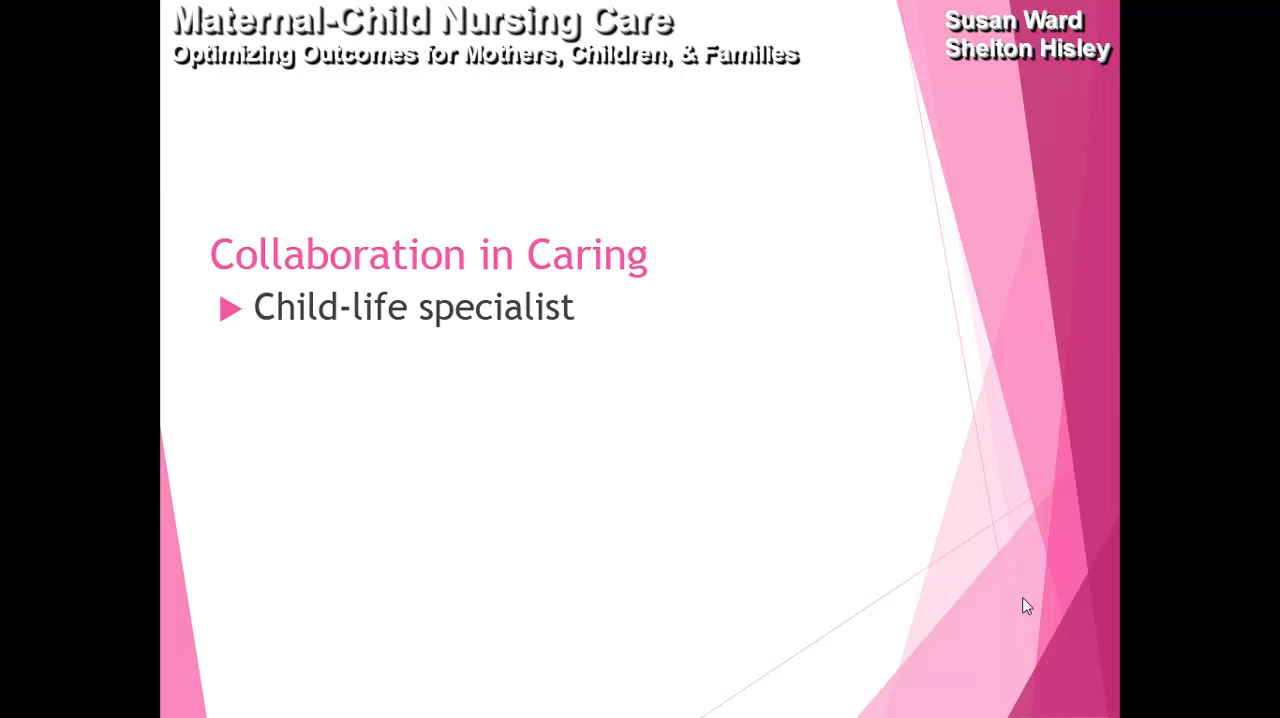 Maternal-Child Nursing Care
Optimizing Outcomes for Mothers, Children, & Families
Susan Ward
Shelton Hisley
Collaboration in Caring
Child-life specialist